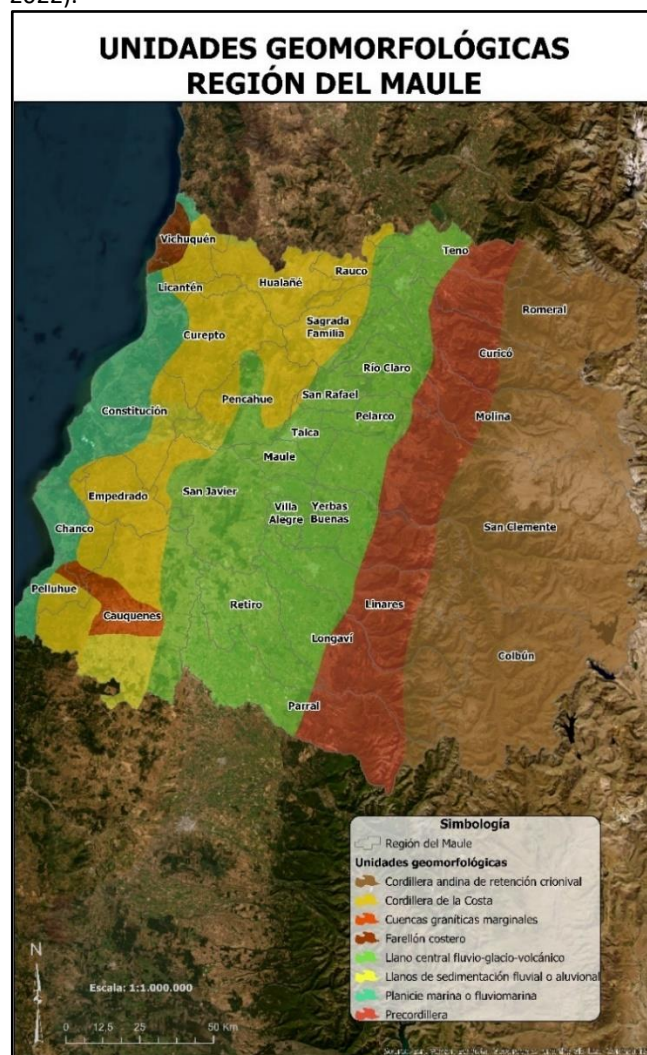 2022).
UNIDADES GEOMORFOLÓGICAS
REGIÓN DEL MAULE
Vichuquén
Teno
Rauco
Licantén
Hualañé
Romeral
Sagrada
Familia
Curepto
Curicó
Río Claro
Pencahue
San Rafael
Constitución
Pelarco
Molina
Talca
Maule
Empedrado
San Javier
Villa
Alegre
Yerbas
Buenas
Chanco
San Clemente
Pelluhue
Cauquenes
Retiro
Linares
Longaví
Colbún
Parral
Simbología
Región del Maule
Unidades geomorfológicas
Cordillera andina de retención crionival
Cordillera de la Costa
Cuencas graníticas marginales
Farellón costero
Llano central fluvio-glacio-volcánico
Llanos de sedimentación fluvial o aluvional
Planicie marina o fluviomarina
Precordillera
N
Escala: 1:1.000.000
0 12,5 25 50 Km